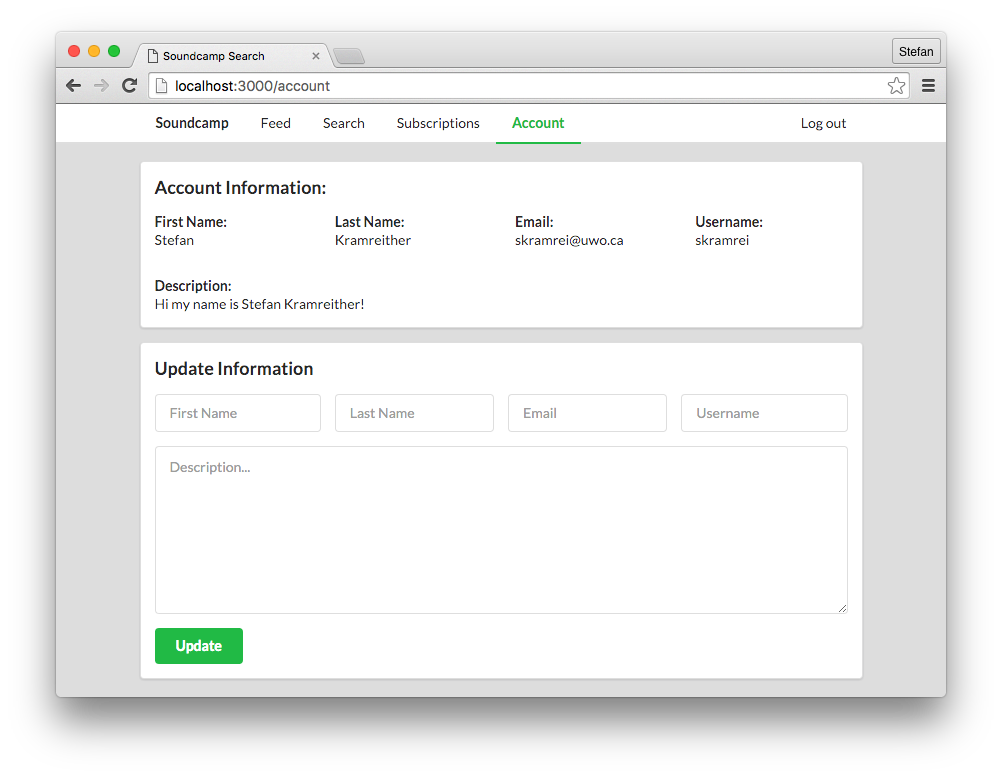 Soundcamp Search
Stefan
localhost:3000/account
Soundcamp Feed Search Subscriptions Account Log out
Account Information:
First Name: Last Name: Email: Username:
Stefan Kramreither skramrei@uwo.ca skramrei
Description:
Hi my name is Stefan Kramreither!
Update Information
First Name Last Name Email Username
Description...
Update